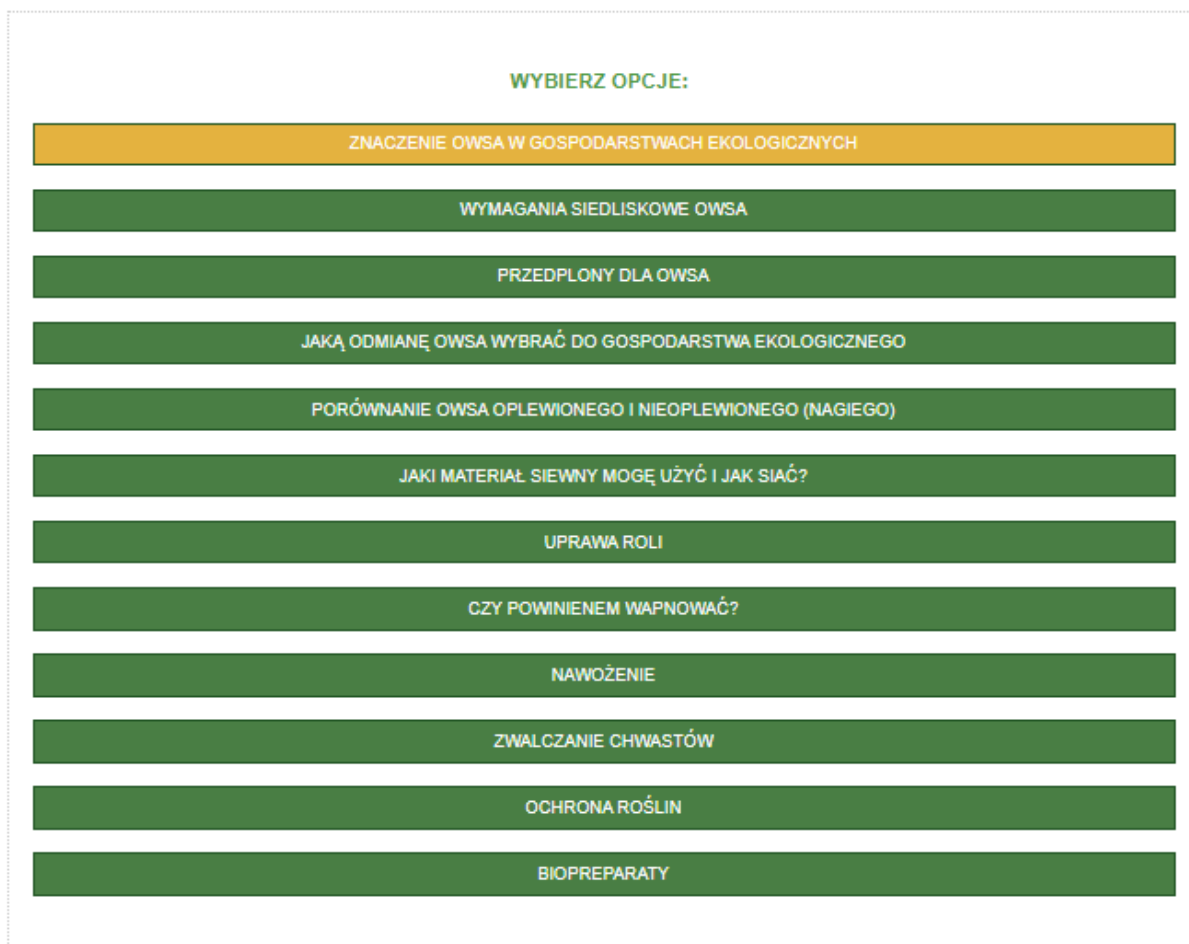 WYBIERZ OPCJE:
ZNACZENIE OWSA W GOSPODARSTWACH EKOLOGICZNYCH
WYMAGANIA SIEDLISKOWE OWSA
PRZEDPLONY DLA OWSA
JAKĄ ODMIANĘ OWSA WYBRAĆ DO GOSPODARSTWA EKOLOGICZNEGO
PORÓWNANIE OWSA OPLEWIONEGO I NIEOPLEWIONEGO (NAGIEGO)
JAKI MATERIAŁ SIEWNY MOGĘ UŻYĆ I JAK SIAĆ?
UPRAWA ROLI
CZY POWINIENEM WAPNOWAĆ?
NAWOŻENIE
ZWALCZANIE CHWASTÓW
OCHRONA ROŚLIN
BIOPREPARATY